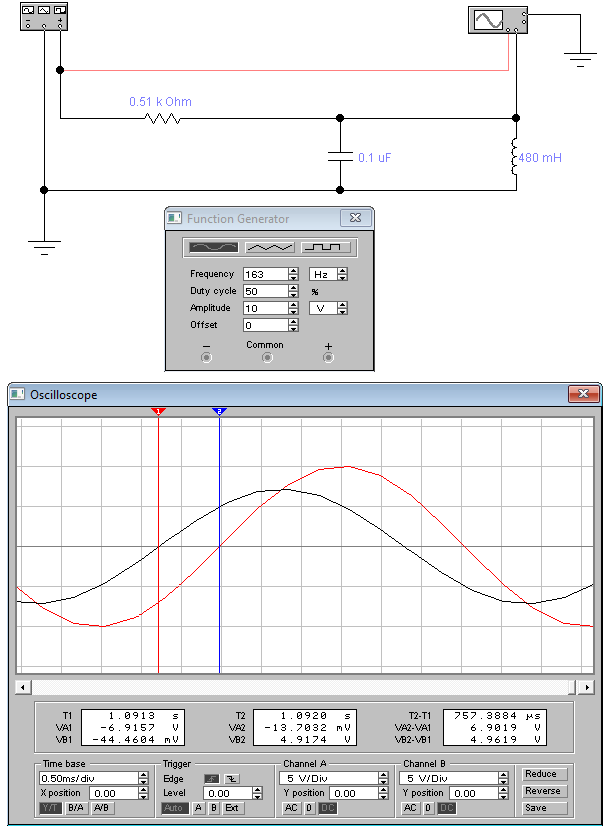 0.51 k Ohm
0.1 uF
480 mH
Function Generator
Frequency 163 Hz
Duty cycle 50 %
Amplitude 10 V
Offset 0
− Common +
Oscilloscope
1 2
T1 1.0913 s T2 1.0920 s T2-T1 757.3884 µs
VA1 -6.9157 V VA2 -13.7032 mV VA2-VA1 6.9019 V
VB1 -44.4604 mV VB2 4.9174 V VB2-VB1 4.9619 V
Time base Trigger Channel A Channel B Reduce
0.50ms/div Edge 5 V/Div 5 V/Div
X position 0.00 Level 0.00 Y position 0.00 Y position 0.00 Reverse
Y/T B/A A/B Auto A B Ext AC 0 DC AC 0 DC Save